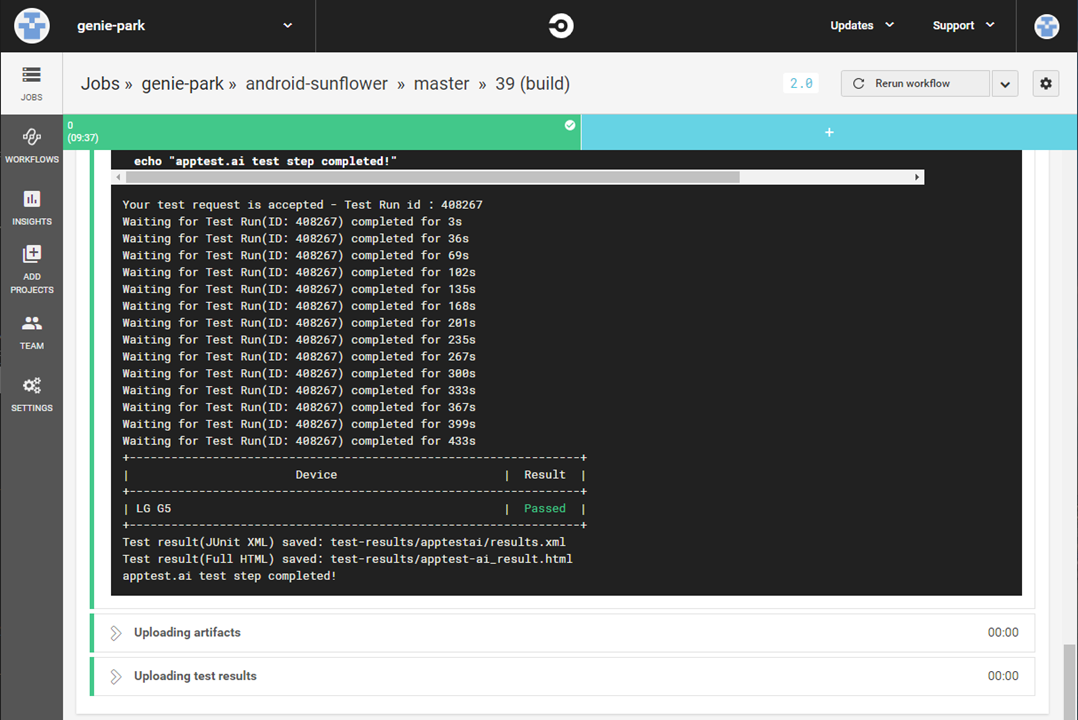 genie-park
Updates
Support
JOBS
WORKFLOWS
INSIGHTS
ADD
PROJECTS
TEAM
SETTINGS
Jobs » genie-park » android-sunflower » master » 39 (build)
2.0
Rerun workflow
0
(09:37)
+
echo "apptest.ai test step completed!"
Your test request is accepted - Test Run id : 408267
Waiting for Test Run(ID: 408267) completed for 3s
Waiting for Test Run(ID: 408267) completed for 36s
Waiting for Test Run(ID: 408267) completed for 69s
Waiting for Test Run(ID: 408267) completed for 102s
Waiting for Test Run(ID: 408267) completed for 135s
Waiting for Test Run(ID: 408267) completed for 168s
Waiting for Test Run(ID: 408267) completed for 201s
Waiting for Test Run(ID: 408267) completed for 235s
Waiting for Test Run(ID: 408267) completed for 267s
Waiting for Test Run(ID: 408267) completed for 300s
Waiting for Test Run(ID: 408267) completed for 333s
Waiting for Test Run(ID: 408267) completed for 367s
Waiting for Test Run(ID: 408267) completed for 399s
Waiting for Test Run(ID: 408267) completed for 433s
+-----------------------------------------------------------------+
| Device | Result |
+-----------------------------------------------------------------+
| LG G5 | Passed |
+-----------------------------------------------------------------+
Test result(JUnit XML) saved: test-results/apptestai/results.xml
Test result(Full HTML) saved: test-results/apptest-ai_result.html
apptest.ai test step completed!
Uploading artifacts 00:00
Uploading test results 00:00